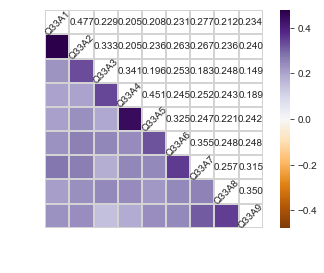 Q33A1 0.477 0.229 0.205 0.208 0.231 0.277 0.212 0.234
Q33A2 0.333 0.205 0.236 0.263 0.267 0.236 0.240
Q33A3 0.341 0.196 0.253 0.183 0.248 0.149
Q33A4 0.451 0.245 0.252 0.243 0.189
Q33A5 0.325 0.247 0.221 0.242
Q33A6 0.355 0.248 0.248
Q33A7 0.257 0.315
Q33A8 0.350
Q33A9
0.4
0.2
0.0
−0.2
−0.4